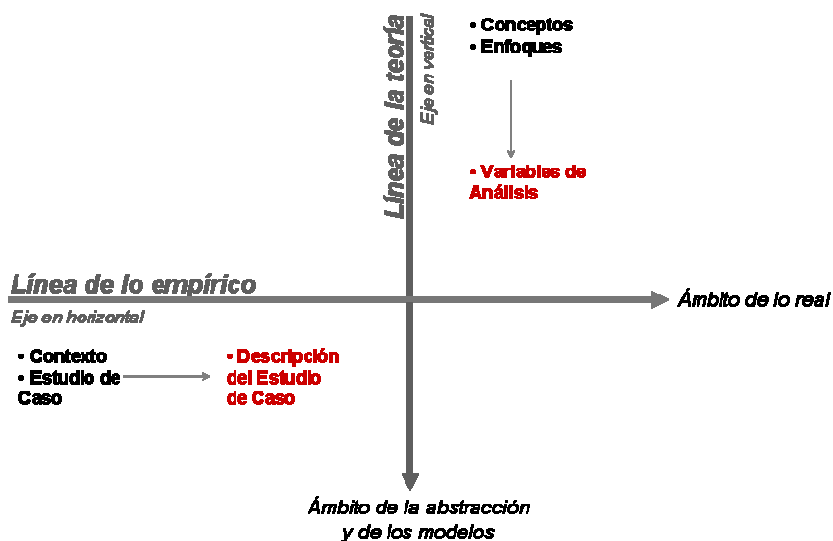 Línea de la teoría
Eje en vertical
• Conceptos
• Enfoques
• Variables de
Análisis
Línea de lo empírico
Eje en horizontal
Ámbito de lo real
• Contexto
• Estudio de
Caso
• Descripción
del Estudio
de Caso
Ámbito de la abstracción
y de los modelos